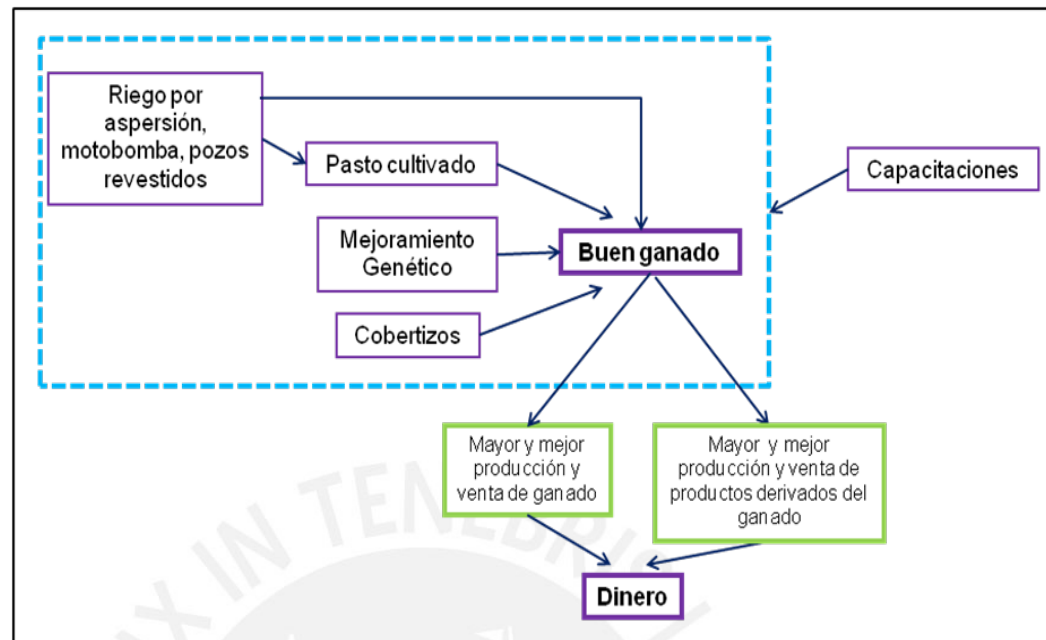 Riego por
aspersión,
motobomba, pozos
revestidos
Pasto cultivado
Capacitaciones
Mejoramiento
Genético
Buen ganado
Cobertizos
Mayor y mejor
producción y
venta de ganado
Mayor y mejor
producción y venta de
productos derivados del
ganado
Dinero